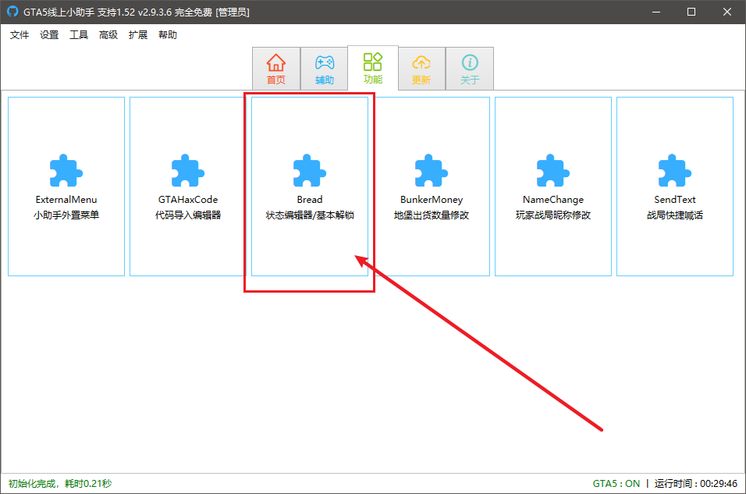 GTA5线上小助手 支持1.52 v2.9.3.6 完全免费 [管理员]
文件 设置 工具 高级 扩展 帮助
首页 辅助 功能 更新 关于
ExternalMenu GTAHaxCode Bread BunkerMoney NameChange SendText
小助手外置菜单 代码导入编辑器 状态编辑器/基本解锁 地堡出货数量修改 玩家战局昵称修改 战局快捷喊话
初始化完成，耗时0.21秒 GTA5 : ON | 运行时间 : 00:29:46